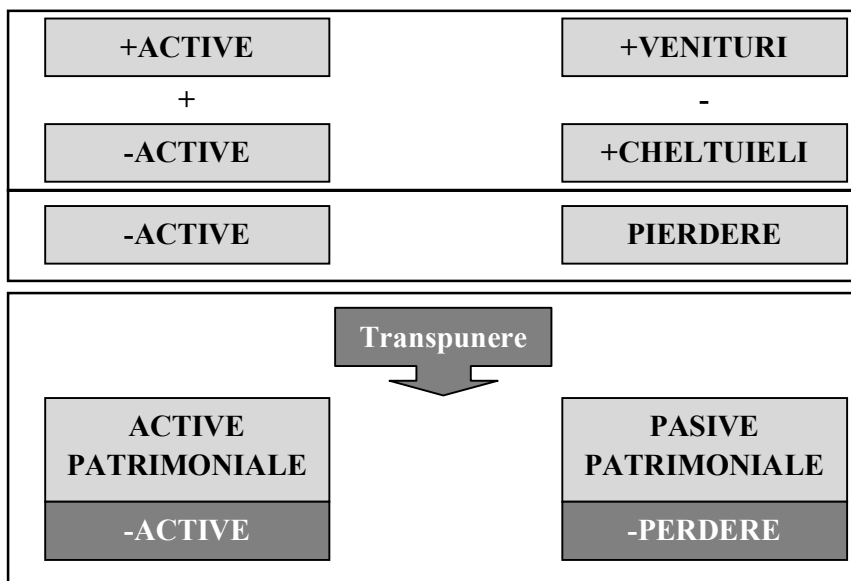 +ACTIVE +VENITURI
+ -
-ACTIVE +CHELTUIELI
-ACTIVE PIERDERE
Transpunere
ACTIVE PASIVE
PATRIMONIALE PATRIMONIALE
-ACTIVE -PERDERE